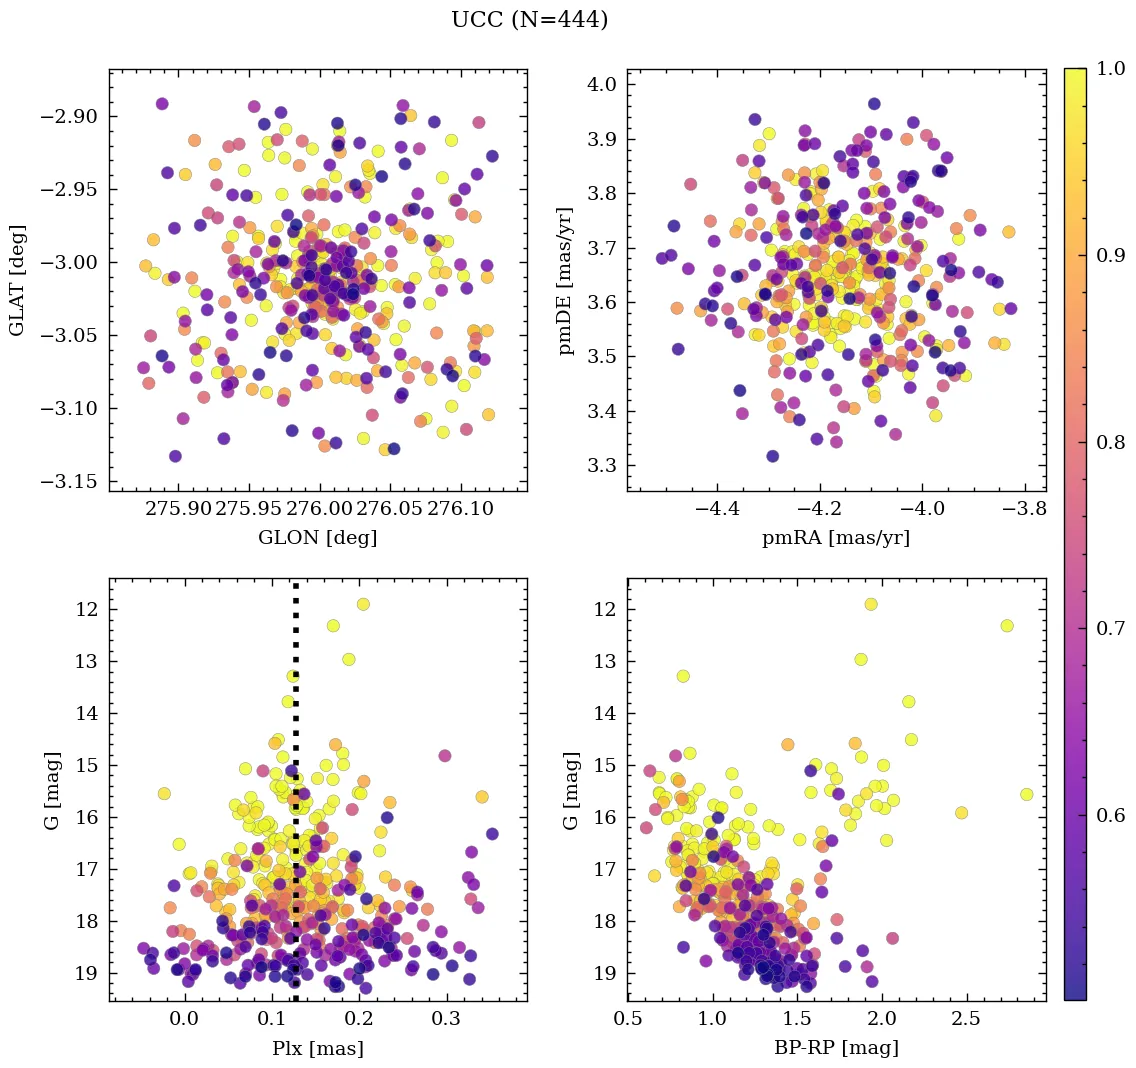 UCC (N=444)
−2.90
−2.95
−3.00
−3.05
−3.10
−3.15
GLAT [deg]
275.90 275.95 276.00 276.05 276.10
GLON [deg]
4.0
3.9
3.8
3.7
3.6
3.5
3.4
3.3
pmDE [mas/yr]
−4.4 −4.2 −4.0 −3.8
pmRA [mas/yr]
1.0
0.9
0.8
0.7
0.6
12
13
14
15
16
17
18
19
G [mag]
0.0 0.1 0.2 0.3
Plx [mas]
12
13
14
15
16
17
18
19
G [mag]
0.5 1.0 1.5 2.0 2.5
BP-RP [mag]